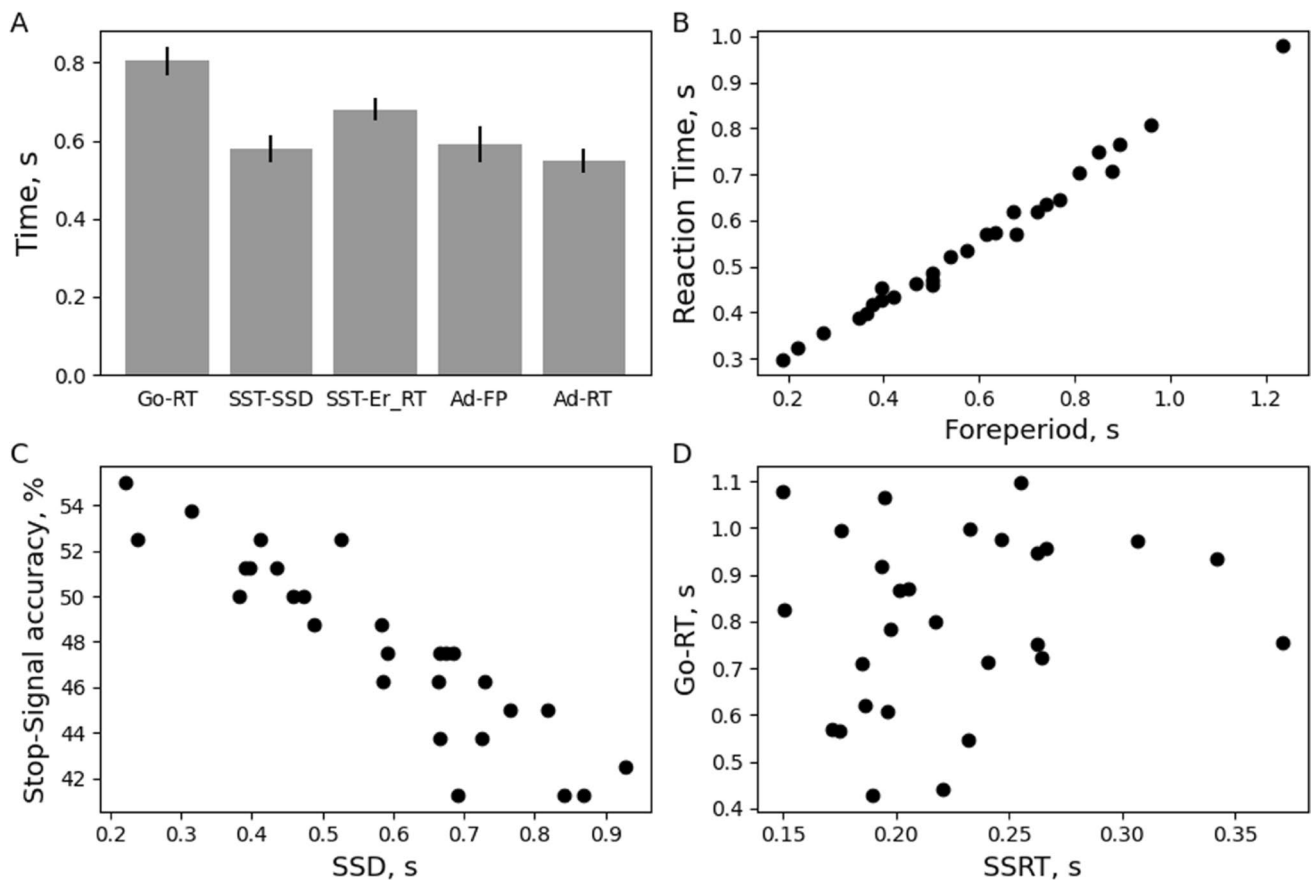 A
Time, s
0.8
0.6
0.4
0.2
0.0
Go-RT SST-SSD SST-Er_RT Ad-FP Ad-RT
B
Reaction Time, s
1.0
0.9
0.8
0.7
0.6
0.5
0.4
0.3
0.2 0.4 0.6 0.8 1.0 1.2
Foreperiod, s
C
Stop-Signal accuracy, %
54
52
50
48
46
44
42
0.2 0.3 0.4 0.5 0.6 0.7 0.8 0.9
SSD, s
D
Go-RT, s
1.1
1.0
0.9
0.8
0.7
0.6
0.5
0.4
0.15 0.20 0.25 0.30 0.35
SSRT, s